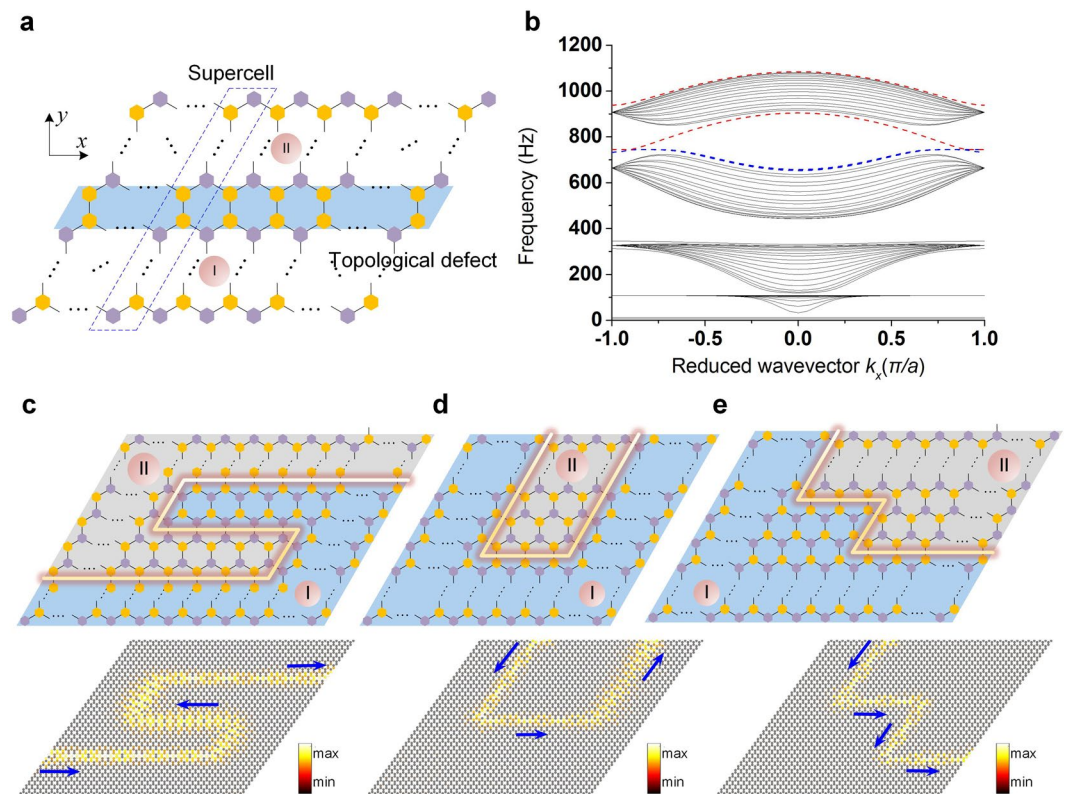 a
Supercell
y
x
II
I
Topological defect
b
1200
1000
800
600
400
200
0
Frequency (Hz)
-1.0 -0.5 0.0 0.5 1.0
Reduced wavevector kₓ(π/a)
c
II
I
max
min
d
II
I
max
min
e
II
I
max
min